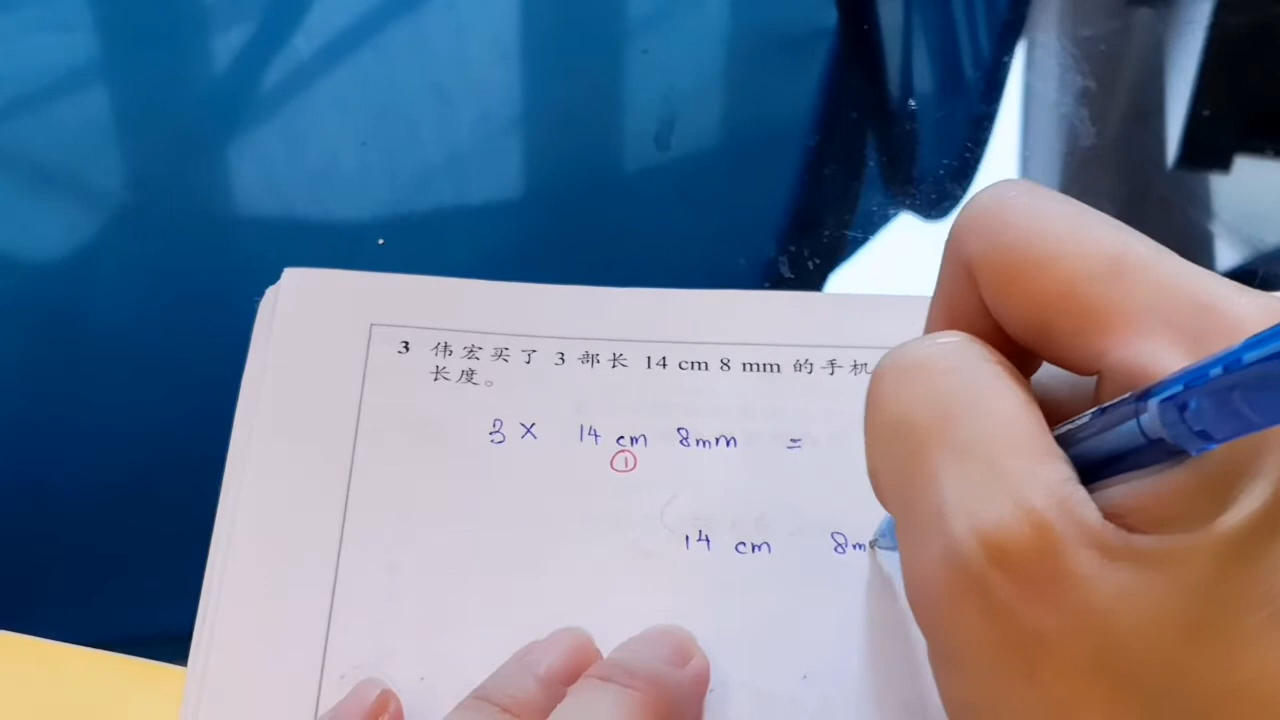 3 伟宏买了 3 部长 14 cm 8 mm 的手机
长度。
3 × 14 cm 8mm =
①
14 cm 8m